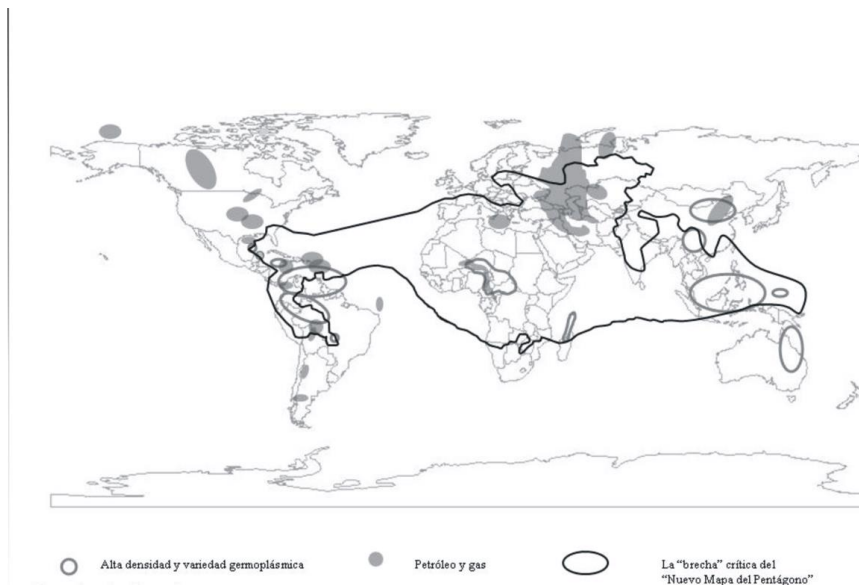 Alta densidad y variedad germoplásmica
Petróleo y gas
La "brecha" crítica del
"Nuevo Mapa del Pentágono"